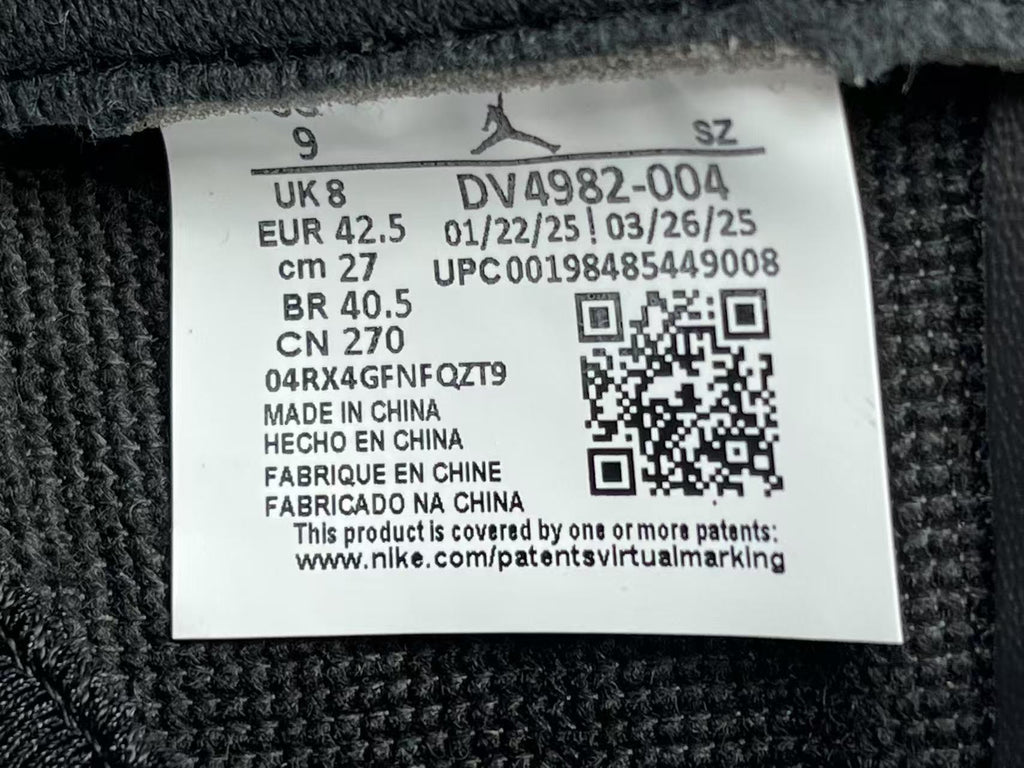 9
SZ
UK 8
DV4982-004
EUR 42.5
01/22/25 ! 03/26/25
cm 27
UPC00198485449008
BR 40.5
CN 270
04RX4GFNFQZT9
MADE IN CHINA
HECHO EN CHINA
FABRIQUE EN CHINE
FABRICADO NA CHINA
This product is covered by one or more patents:
www.nike.com/patentsvirtualmarking